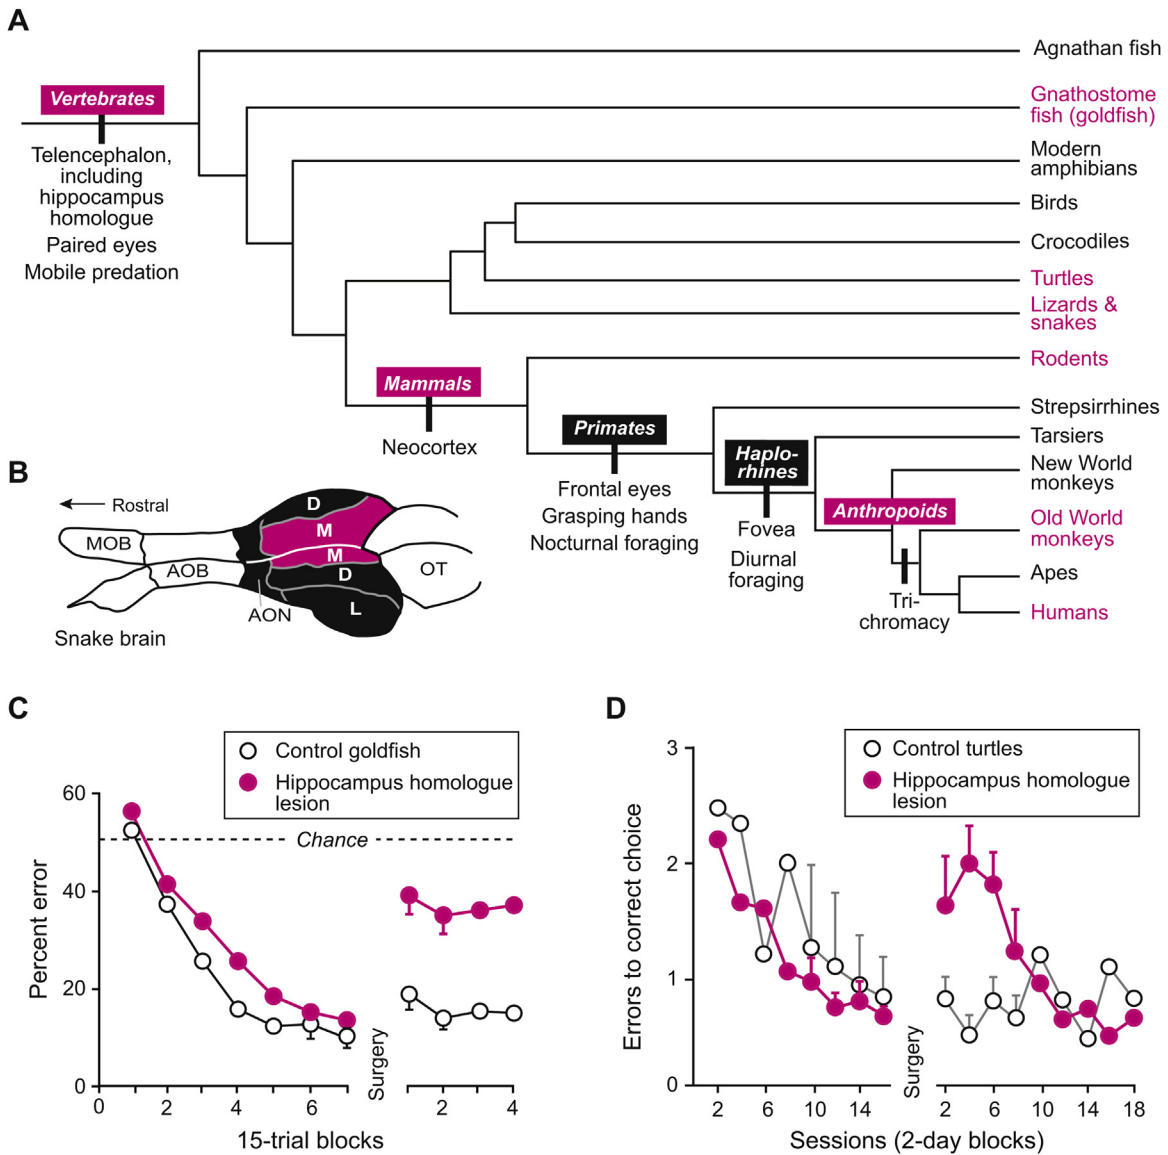 A
Agnathan fish
Vertebrates
Gnathostome
fish (goldfish)
Telencephalon,
including
hippocampus
homologue
Paired eyes
Mobile predation
Modern
amphibians
Birds
Crocodiles
Turtles
Lizards &
snakes
Mammals
Neocortex
Rodents
Primates
Frontal eyes
Grasping hands
Nocturnal foraging
Strepsirrhines
Haplo-
rhines
Fovea
Diurnal
foraging
Tarsiers
New World
monkeys
Anthropoids
Old World
monkeys
Tri-
chromacy
Apes
Humans
B
Rostral
D
M
M
D
L
MOB
AOB
AON
OT
Snake brain
C
Control goldfish
Hippocampus homologue
lesion
Chance
Percent error
60
40
20
0
0 2 4 6
Surgery
2 4
15-trial blocks
D
Control turtles
Hippocampus homologue
lesion
Errors to correct choice
3
2
1
0
2 6 10 14
Surgery
2 6 10 14 18
Sessions (2-day blocks)